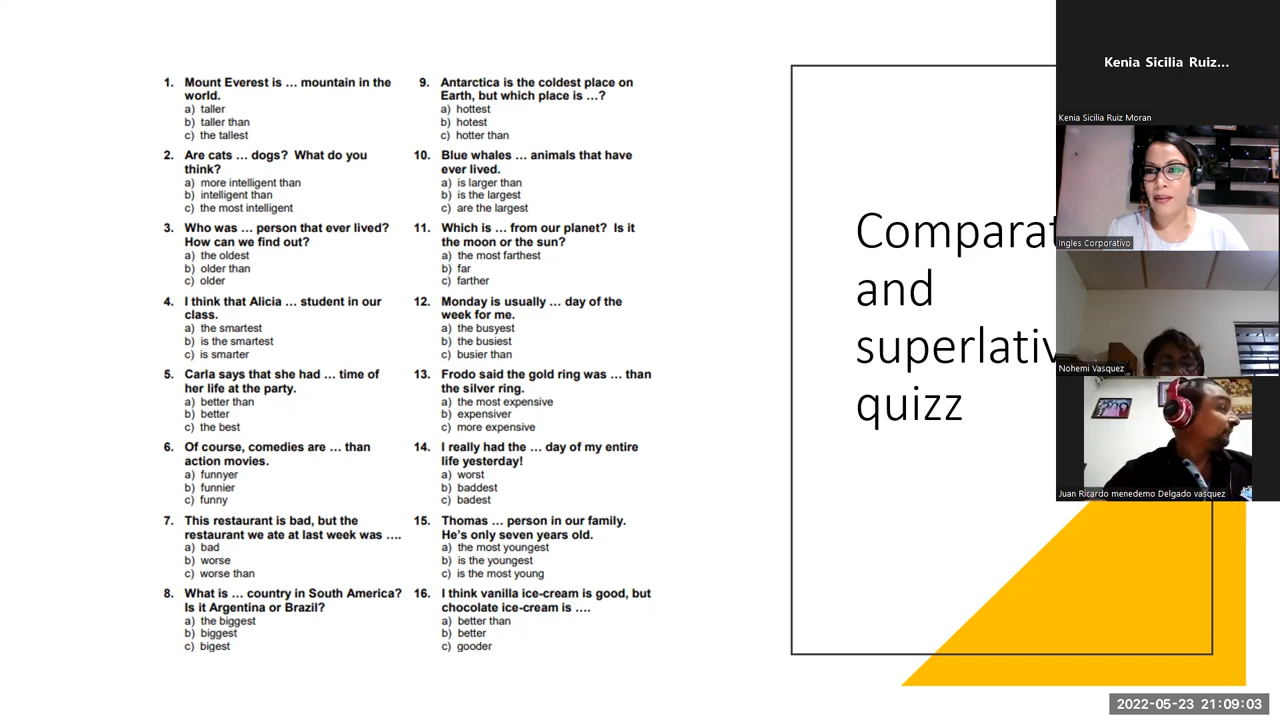 1. Mount Everest is … mountain in the
world.
a) taller
b) taller than
c) the tallest
2. Are cats … dogs? What do you
think?
a) more intelligent than
b) intelligent than
c) the most intelligent
3. Who was … person that ever lived?
How can we find out?
a) the oldest
b) older than
c) older
4. I think that Alicia … student in our
class.
a) the smartest
b) is the smartest
c) is smarter
5. Carla says that she had … time of
her life at the party.
a) better than
b) better
c) the best
6. Of course, comedies are … than
action movies.
a) funnyer
b) funnier
c) funny
7. This restaurant is bad, but the
restaurant we ate at last week was ….
a) bad
b) worse
c) worse than
8. What is … country in South America?
Is it Argentina or Brazil?
a) the biggest
b) biggest
c) bigest
9. Antarctica is the coldest place on
Earth, but which place is …?
a) hottest
b) hotest
c) hotter than
10. Blue whales … animals that have
ever lived.
a) is larger than
b) is the largest
c) are the largest
11. Which is … from our planet? Is it
the moon or the sun?
a) the most farthest
b) far
c) farther
12. Monday is usually … day of the
week for me.
a) the busyest
b) the busiest
c) busier than
13. Frodo said the gold ring was … than
the silver ring.
a) the most expensive
b) expensiver
c) more expensive
14. I really had the … day of my entire
life yesterday!
a) worst
b) baddest
c) badest
15. Thomas … person in our family.
He's only seven years old.
a) the most youngest
b) is the youngest
c) is the most young
16. I think vanilla ice-cream is good, but
chocolate ice-cream is ….
a) better than
b) better
c) gooder
Comparat
and
superlativ
quizz
Kenia Sicilia Ruiz...
Kenia Sicilia Ruiz Moran
Ingles Corporativo
Nohemi Vasquez
Juan Ricardo menedemo Delgado vasquez
2022-05-23 21:09:03